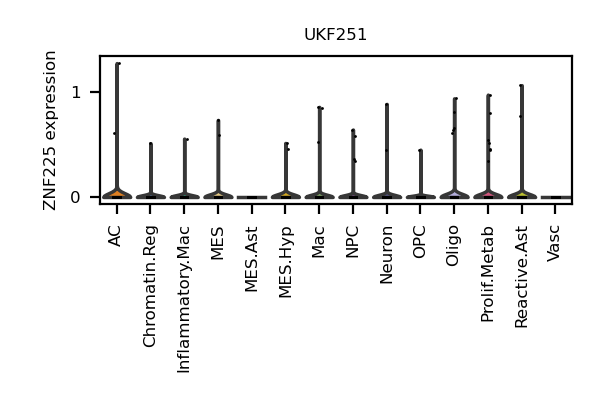 UKF251
ZNF225 expression
1
0
AC
Chromatin.Reg
Inflammatory.Mac
MES
MES.Ast
MES.Hyp
Mac
NPC
Neuron
OPC
Oligo
Prolif.Metab
Reactive.Ast
Vasc